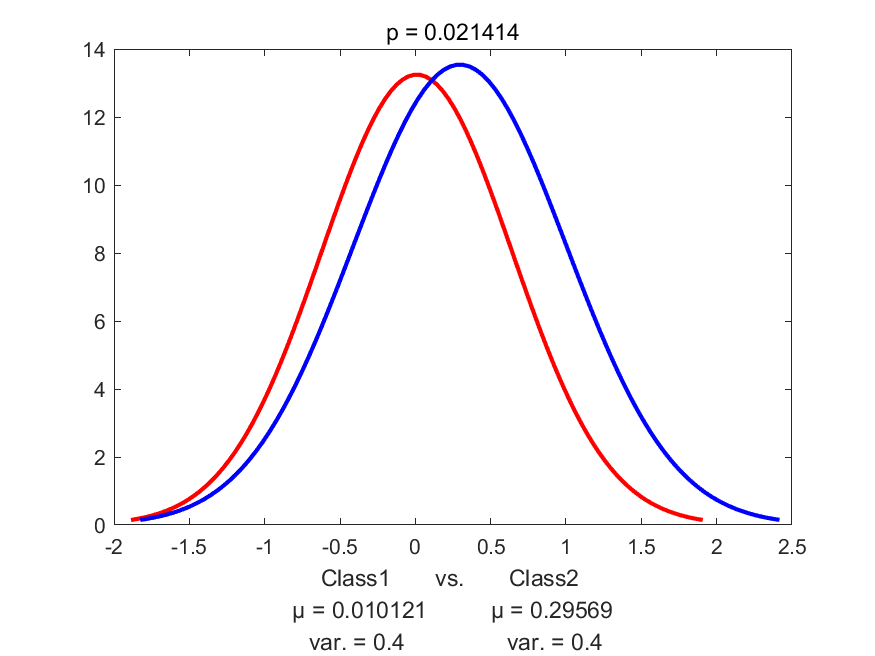 p = 0.021414
14
12
10
8
6
4
2
0
-2 -1.5 -1 -0.5 0 0.5 1 1.5 2 2.5
Class1 vs. Class2
μ = 0.010121 μ = 0.29569
var. = 0.4 var. = 0.4